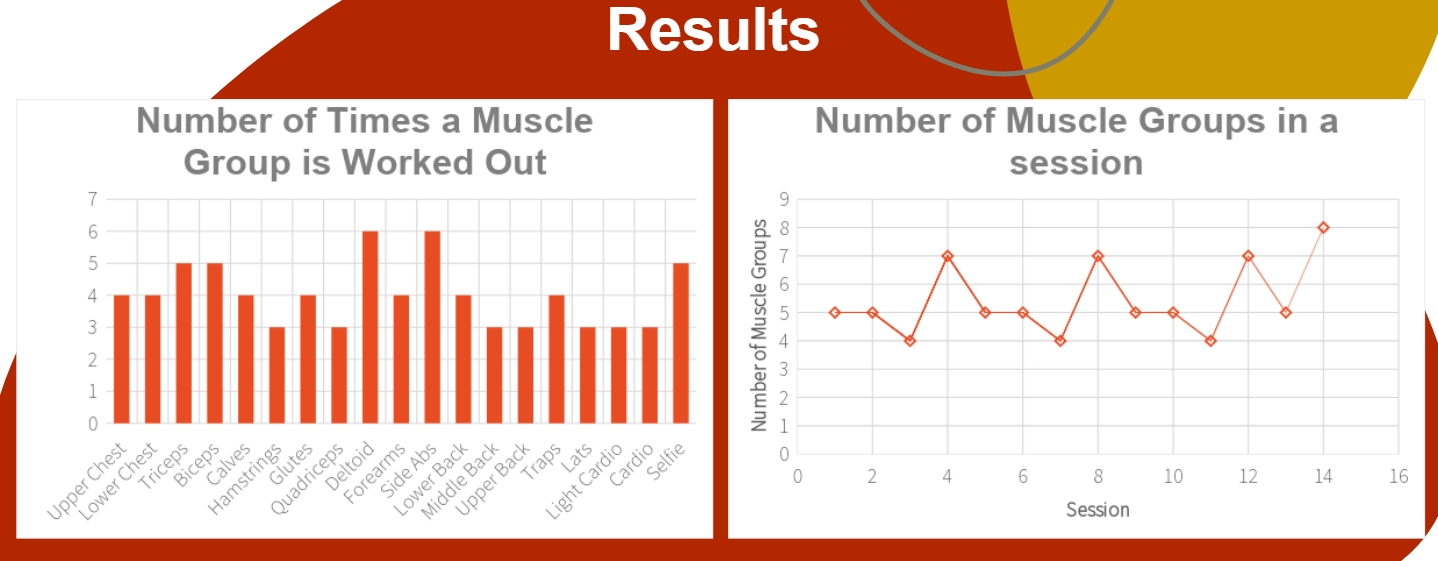 Results
Number of Times a Muscle
Group is Worked Out
7
6
5
4
3
2
1
0
Upper Chest
Lower Chest
Triceps
Biceps
Calves
Hamstrings
Glutes
Quadriceps
Deltoid
Forearms
Side Abs
Lower Back
Middle Back
Upper Back
Traps
Lats
Light Cardio
Cardio
Selfie
Number of Muscle Groups in a
session
Number of Muscle Groups
9
8
7
6
5
4
3
2
1
0
0 2 4 6 8 10 12 14 16
Session